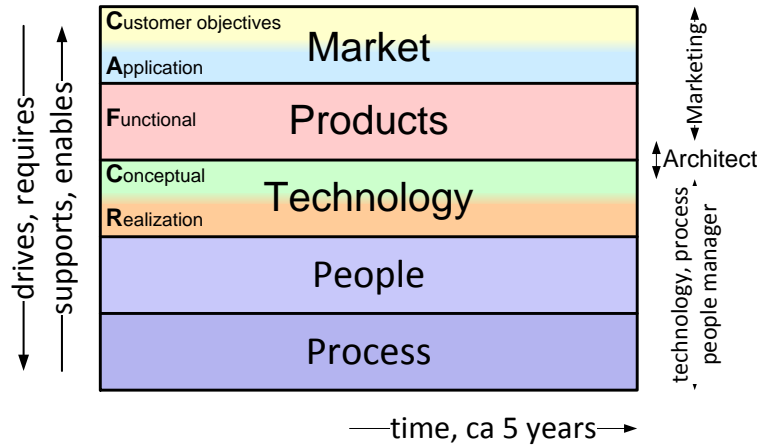 Customer objectives
Market
Application
Functional
Products
Conceptual
Technology
Realization
People
Process
drives, requires
supports, enables
Marketing
Architect
technology, process
people manager
time, ca 5 years